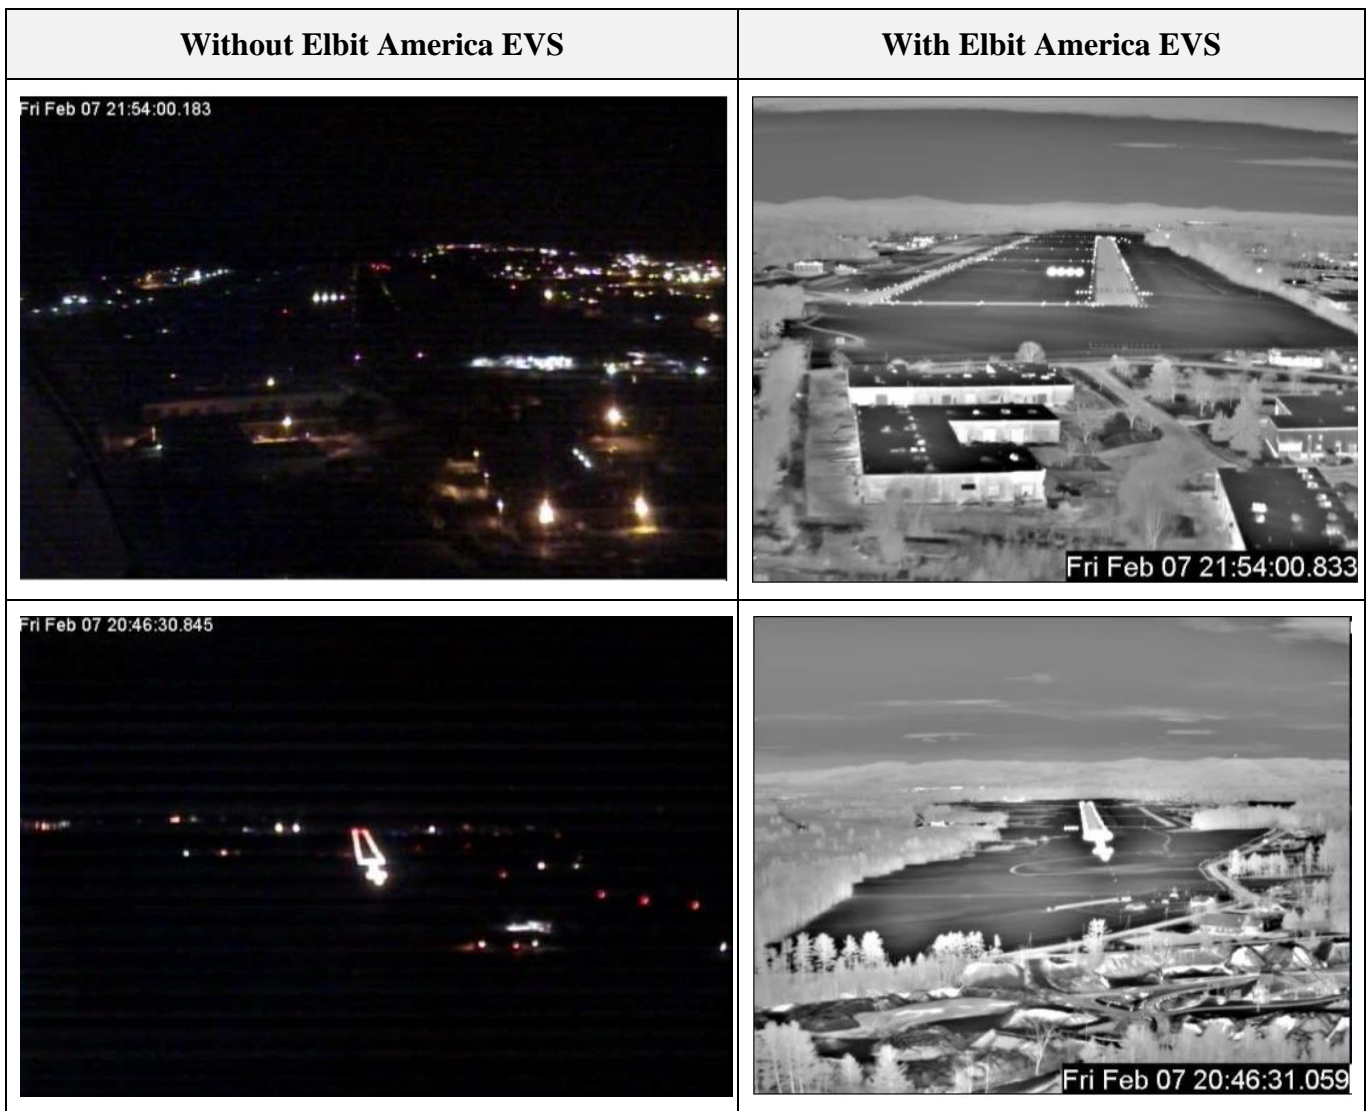 Without Elbit America EVS
With Elbit America EVS
Fri Feb 07 21:54:00.183
Fri Feb 07 21:54:00.833
Fri Feb 07 20:46:30.845
Fri Feb 07 20:46:31.059